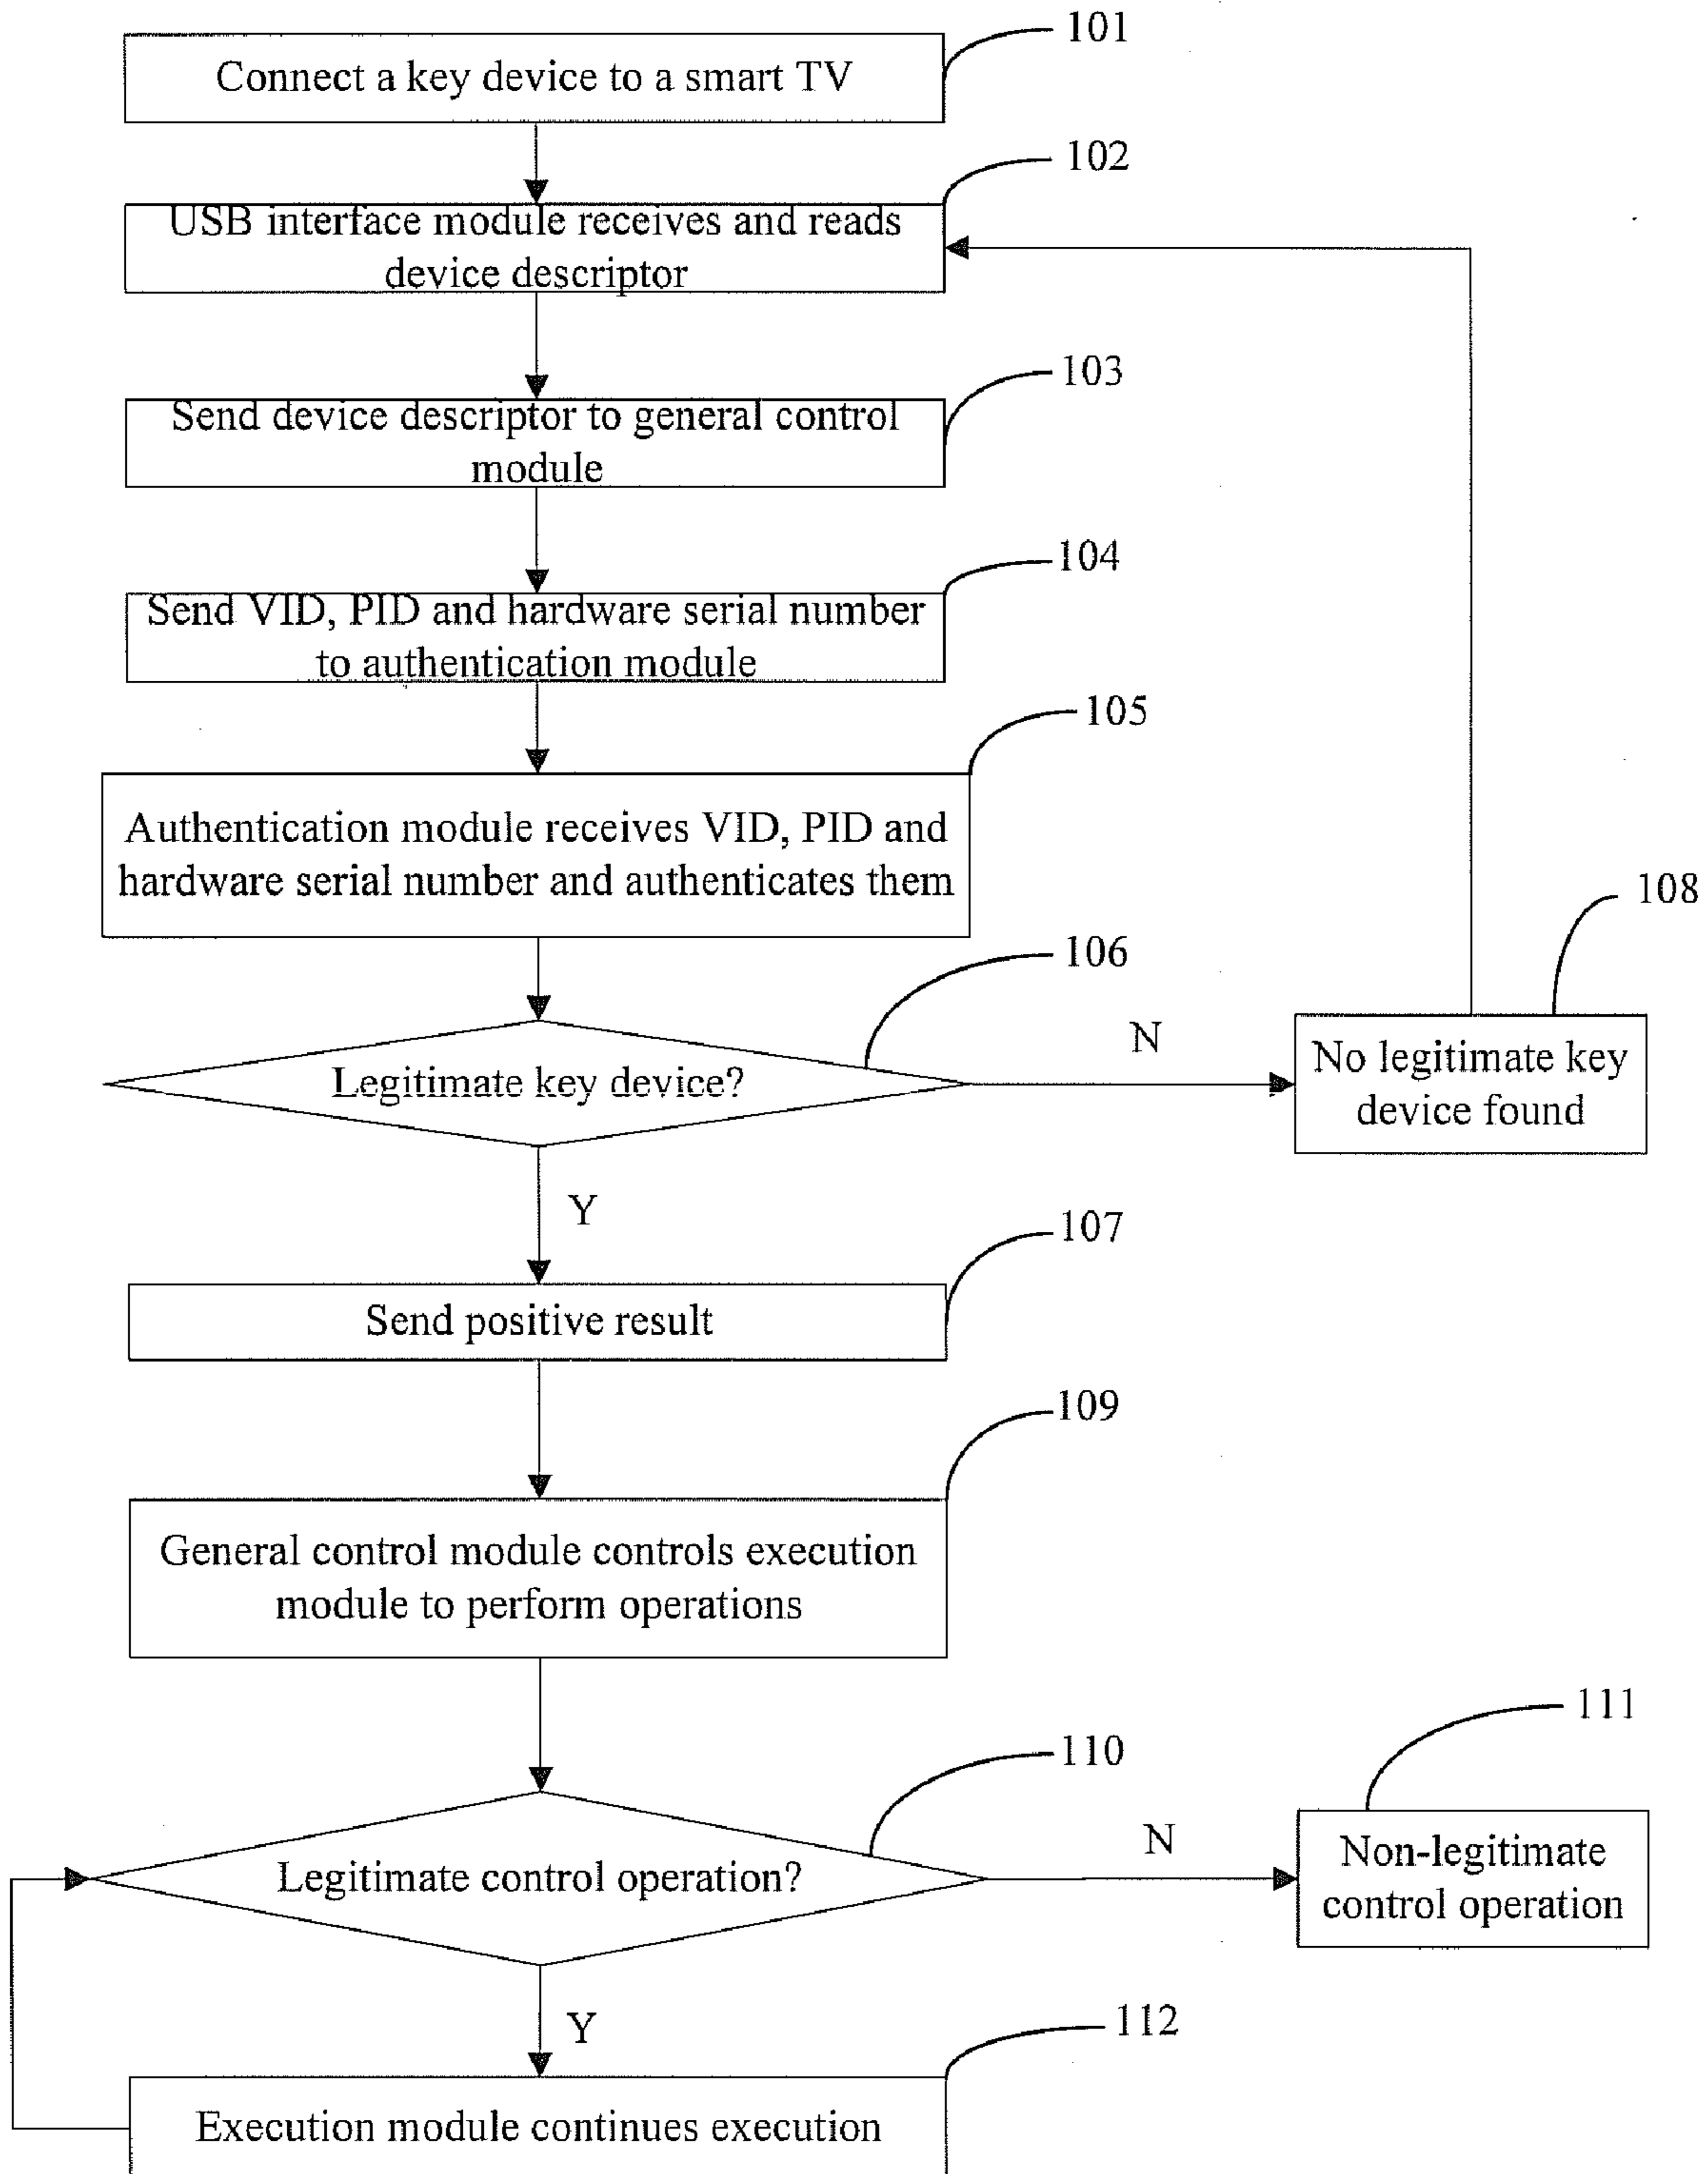 101
Connect a key device to a smart TV
102
USB interface module receives and reads
device descriptor
103
Send device descriptor to general control
module
104
Send VID, PID and hardware serial number
to authentication module
105
Authentication module receives VID, PID and
hardware serial number and authenticates them
106
Legitimate key device?
N
108
No legitimate key
device found
Y
107
Send positive result
109
General control module controls execution
module to perform operations
110
Legitimate control operation?
N
111
Non-legitimate
control operation
Y
112
Execution module continues execution